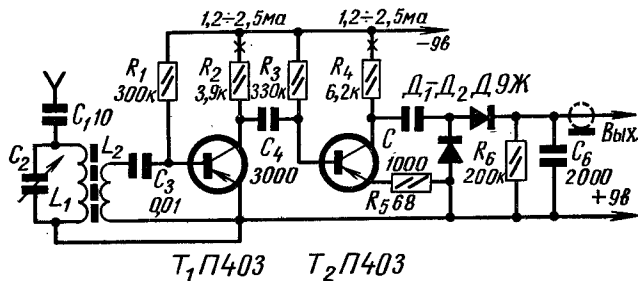 1,2÷2,5ма 1,2÷2,5ма
−9в
R1 300к
R2 3,9к
R3 330к
R4 6,2к
Д1-Д2 Д9Ж
C1 10
C2
L1
L2
C3 0,01
C4 3000
C 1000
R5 68
R6 200к
C6 2000
Вых.
+9в
T1 П403 T2 П403